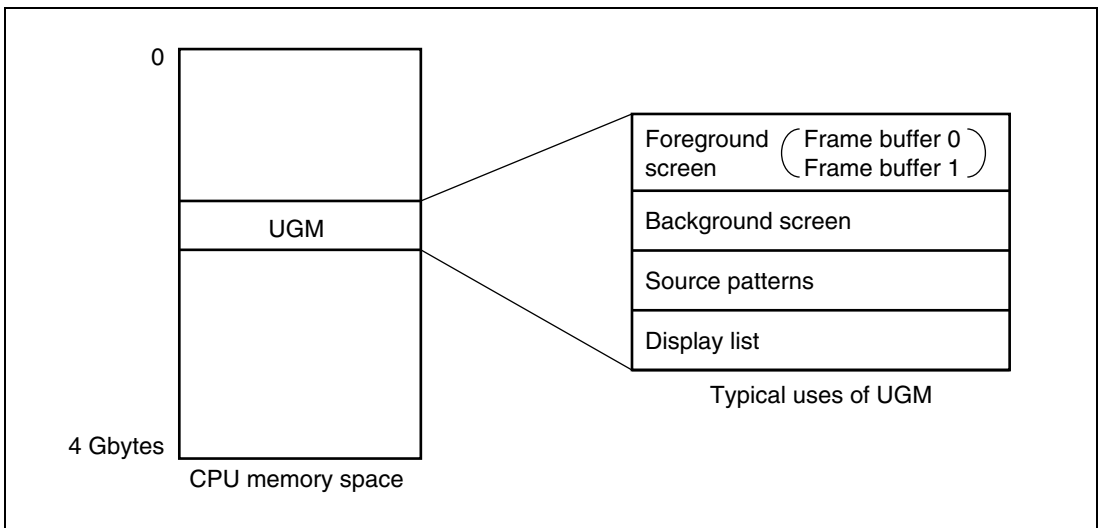 0
UGM
4 Gbytes
CPU memory space
Foreground screen
Frame buffer 0
Frame buffer 1
Background screen
Source patterns
Display list
Typical uses of UGM